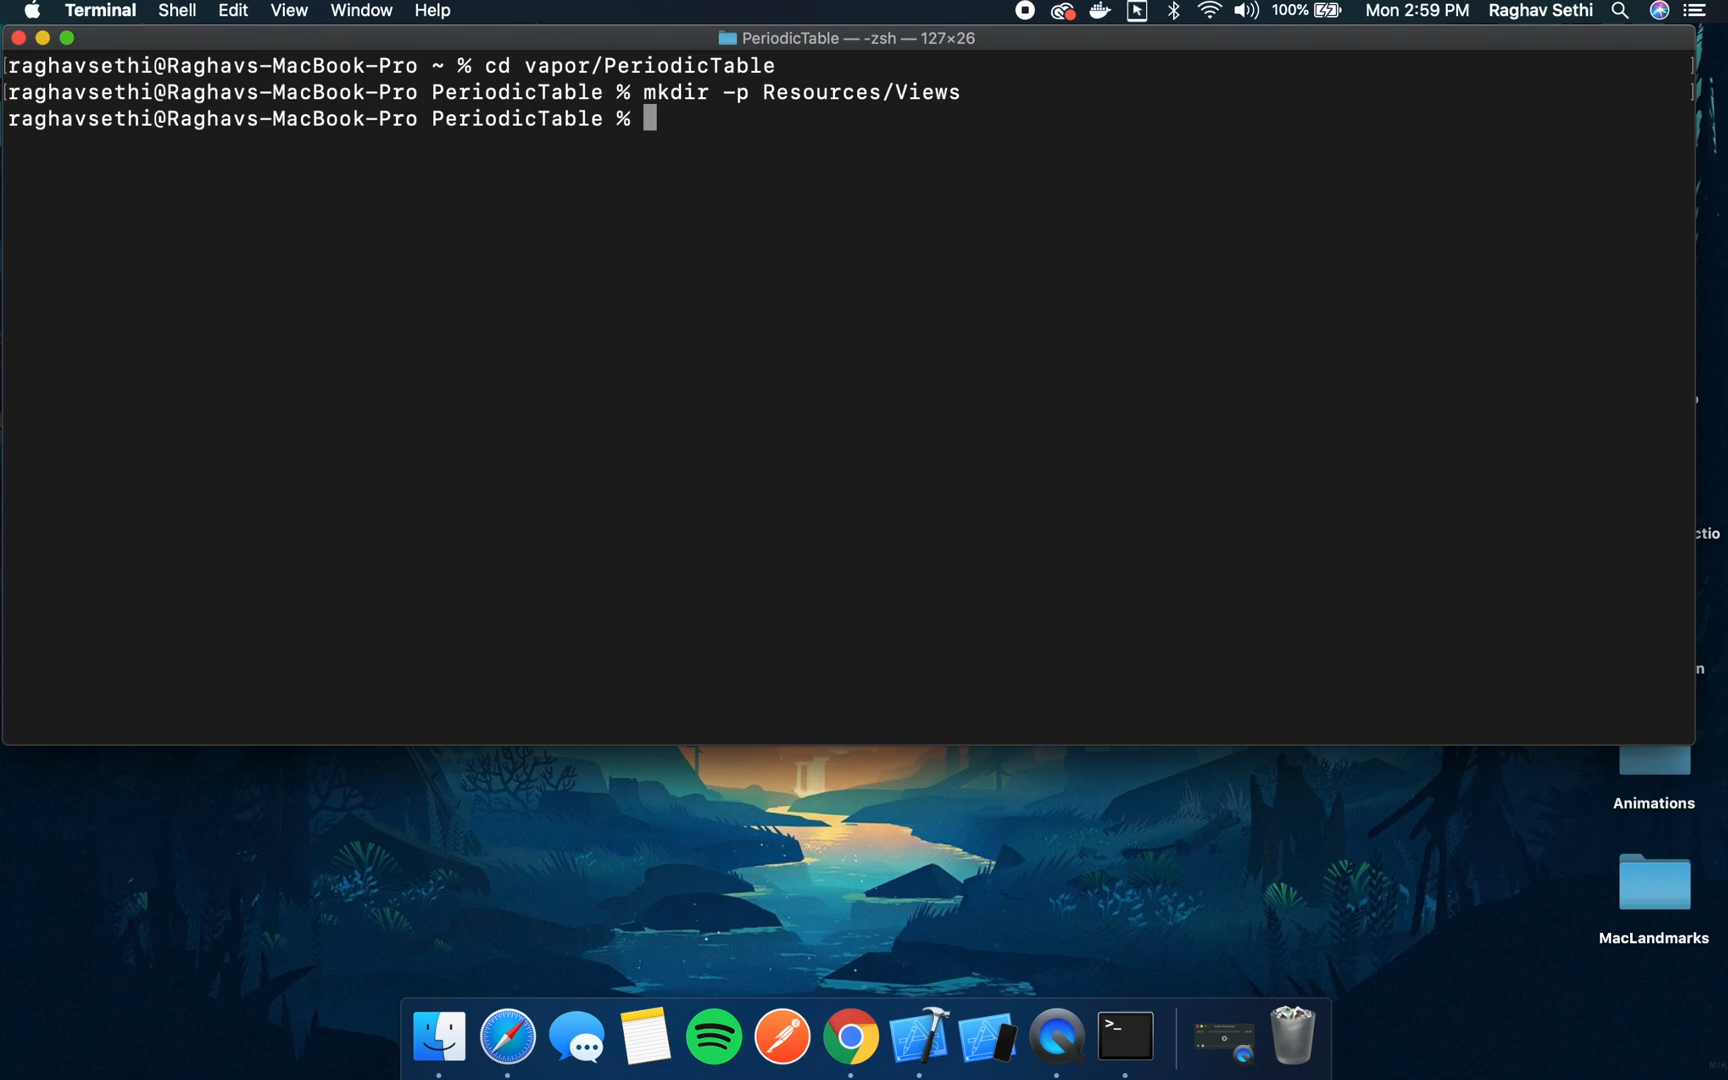 Terminal Shell Edit View Window Help 100% Mon 2:59 PM Raghav Sethi
PeriodicTable — -zsh — 127×26
raghavsethi@Raghavs-MacBook-Pro ~ % cd vapor/PeriodicTable
raghavsethi@Raghavs-MacBook-Pro PeriodicTable % mkdir -p Resources/Views
raghavsethi@Raghavs-MacBook-Pro PeriodicTable %
ctio
n
Animations
MacLandmarks